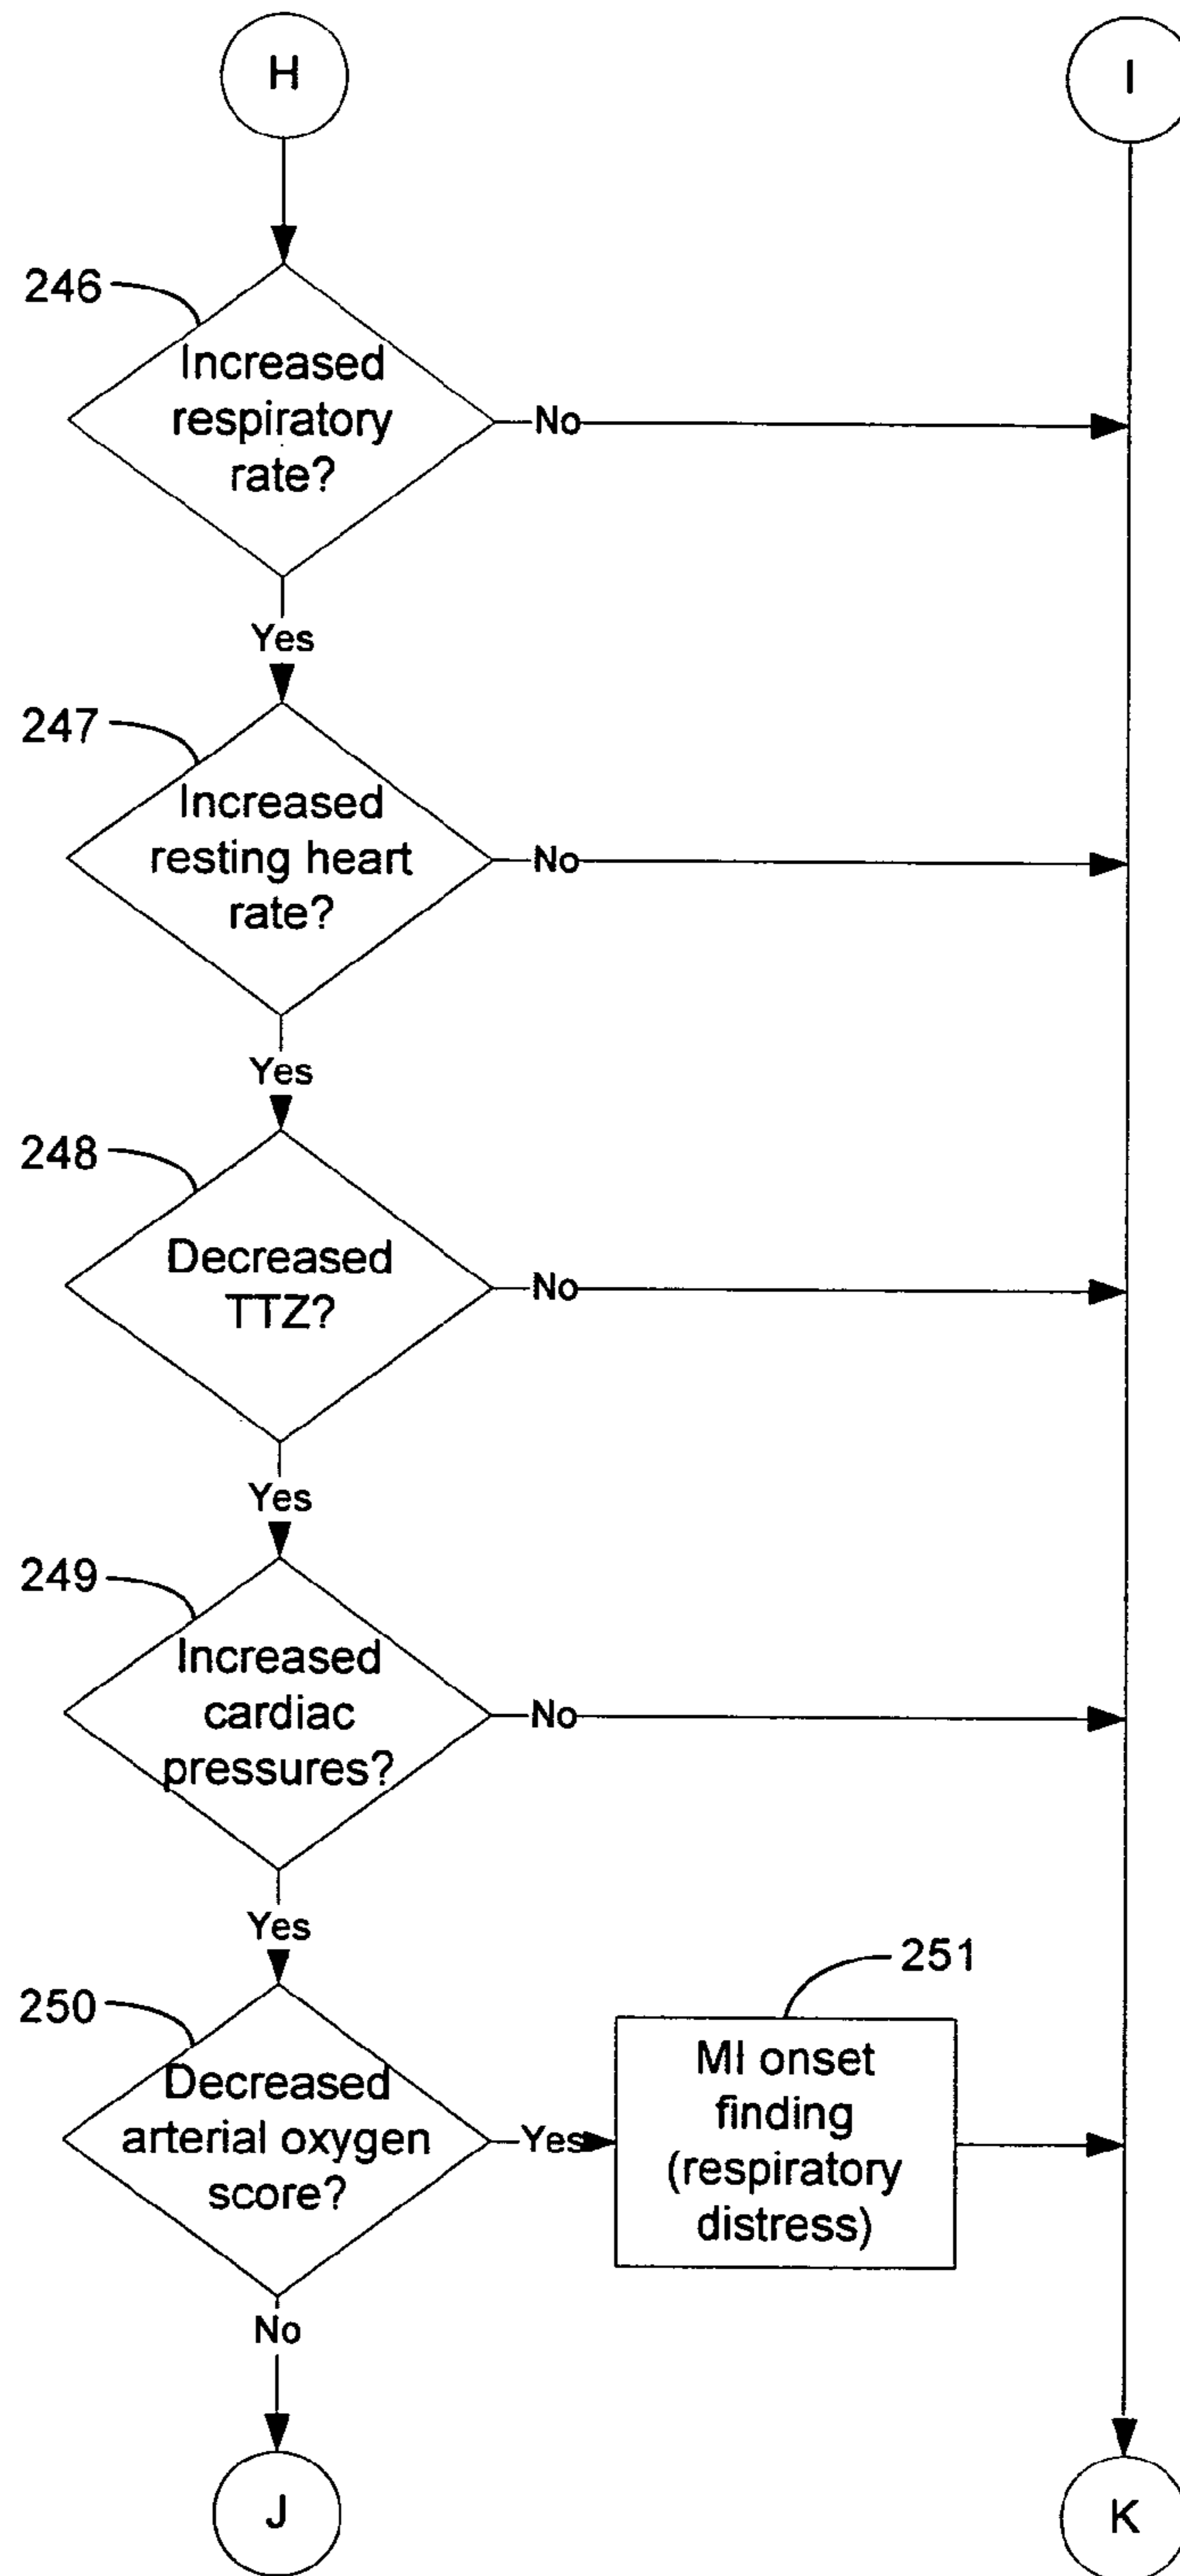 H
I
246
Increased
respiratory
rate?
No
Yes
247
Increased
resting heart
rate?
No
Yes
248
Decreased
TTZ?
No
Yes
249
Increased
cardiac
pressures?
No
Yes
250
Decreased
arterial oxygen
score?
Yes
251
MI onset
finding
(respiratory
distress)
No
J
K